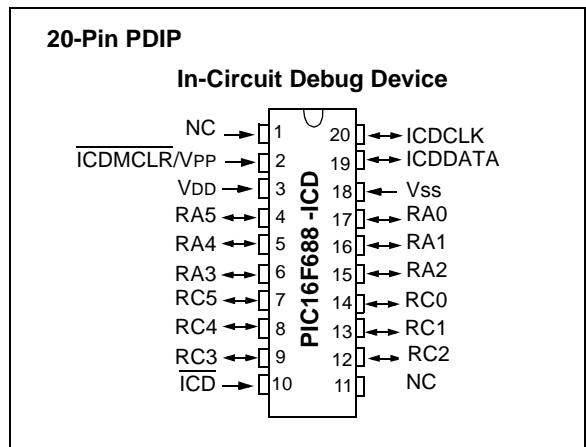 20-Pin PDIP
In-Circuit Debug Device
NC 1 20 ICDCLK
ICDMCLR/VPP 2 19 ICDDATA
VDD 3 18 Vss
RA5 4 17 RA0
RA4 5 16 RA1
RA3 6 15 RA2
RC5 7 14 RC0
RC4 8 13 RC1
RC3 9 12 RC2
ICD 10 11 NC
PIC16F688 -ICD